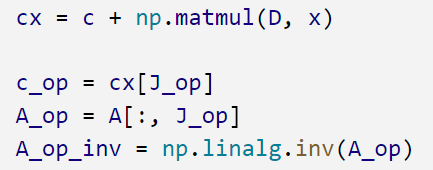 cx = c + np.matmul(D, x)
c_op = cx[J_op]
A_op = A[:, J_op]
A_op_inv = np.linalg.inv(A_op)